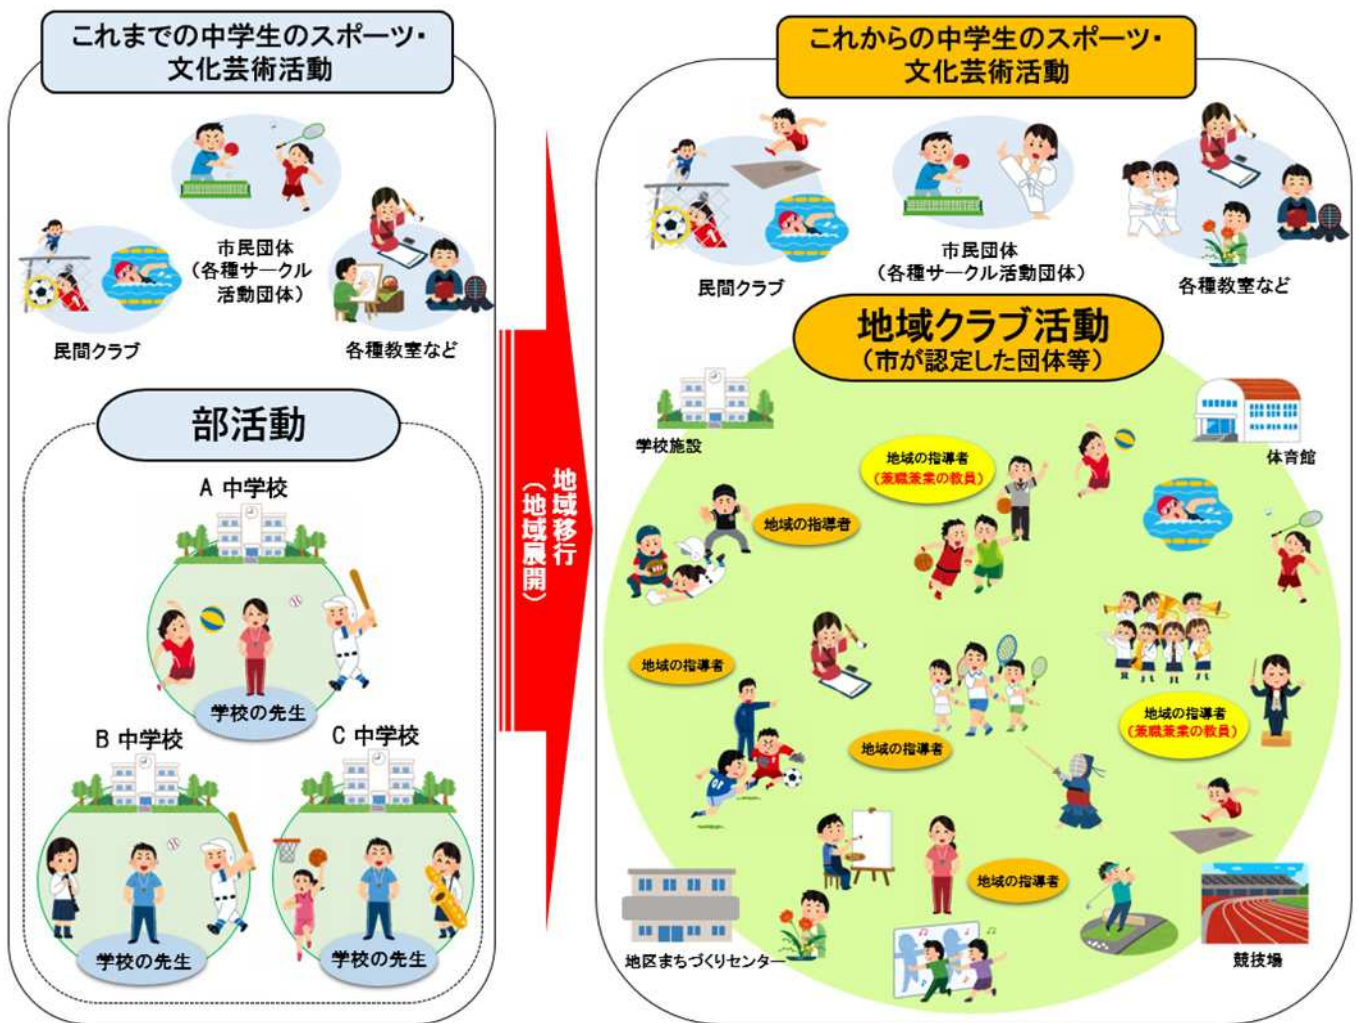 これまでの中学生のスポーツ・
文化芸術活動
市民団体
（各種サークル
活動団体）
民間クラブ
各種教室など
部活動
A 中学校
学校の先生
B 中学校
C 中学校
学校の先生
学校の先生
地域移行
（地域展開）
これからの中学生のスポーツ・
文化芸術活動
民間クラブ
市民団体
（各種サークル活動団体）
各種教室など
地域クラブ活動
（市が認定した団体等）
学校施設
体育館
地域の指導者
（兼職兼業の教員）
地域の指導者
地域の指導者
地域の指導者
（兼職兼業の教員）
地域の指導者
地域の指導者
地区まちづくりセンター
競技場